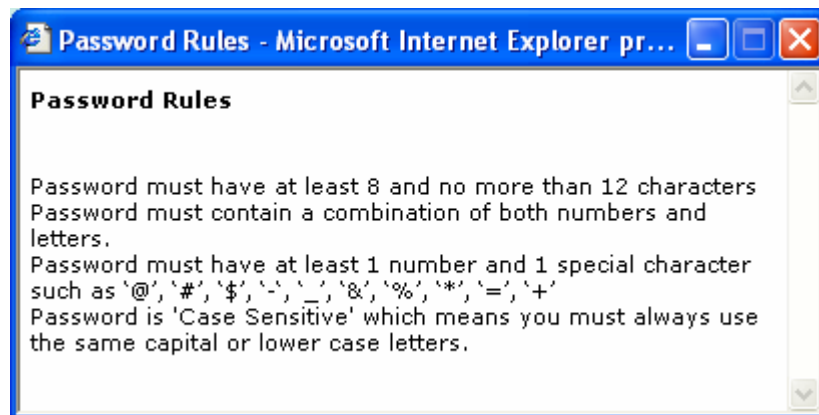 Password Rules - Microsoft Internet Explorer pr...
Password Rules
Password must have at least 8 and no more than 12 characters
Password must contain a combination of both numbers and
letters.
Password must have at least 1 number and 1 special character
such as `@´, `#´, `$´, `-´, `_´, `&´, `%´, `*´, `=´, `+´
Password is 'Case Sensitive' which means you must always use
the same capital or lower case letters.